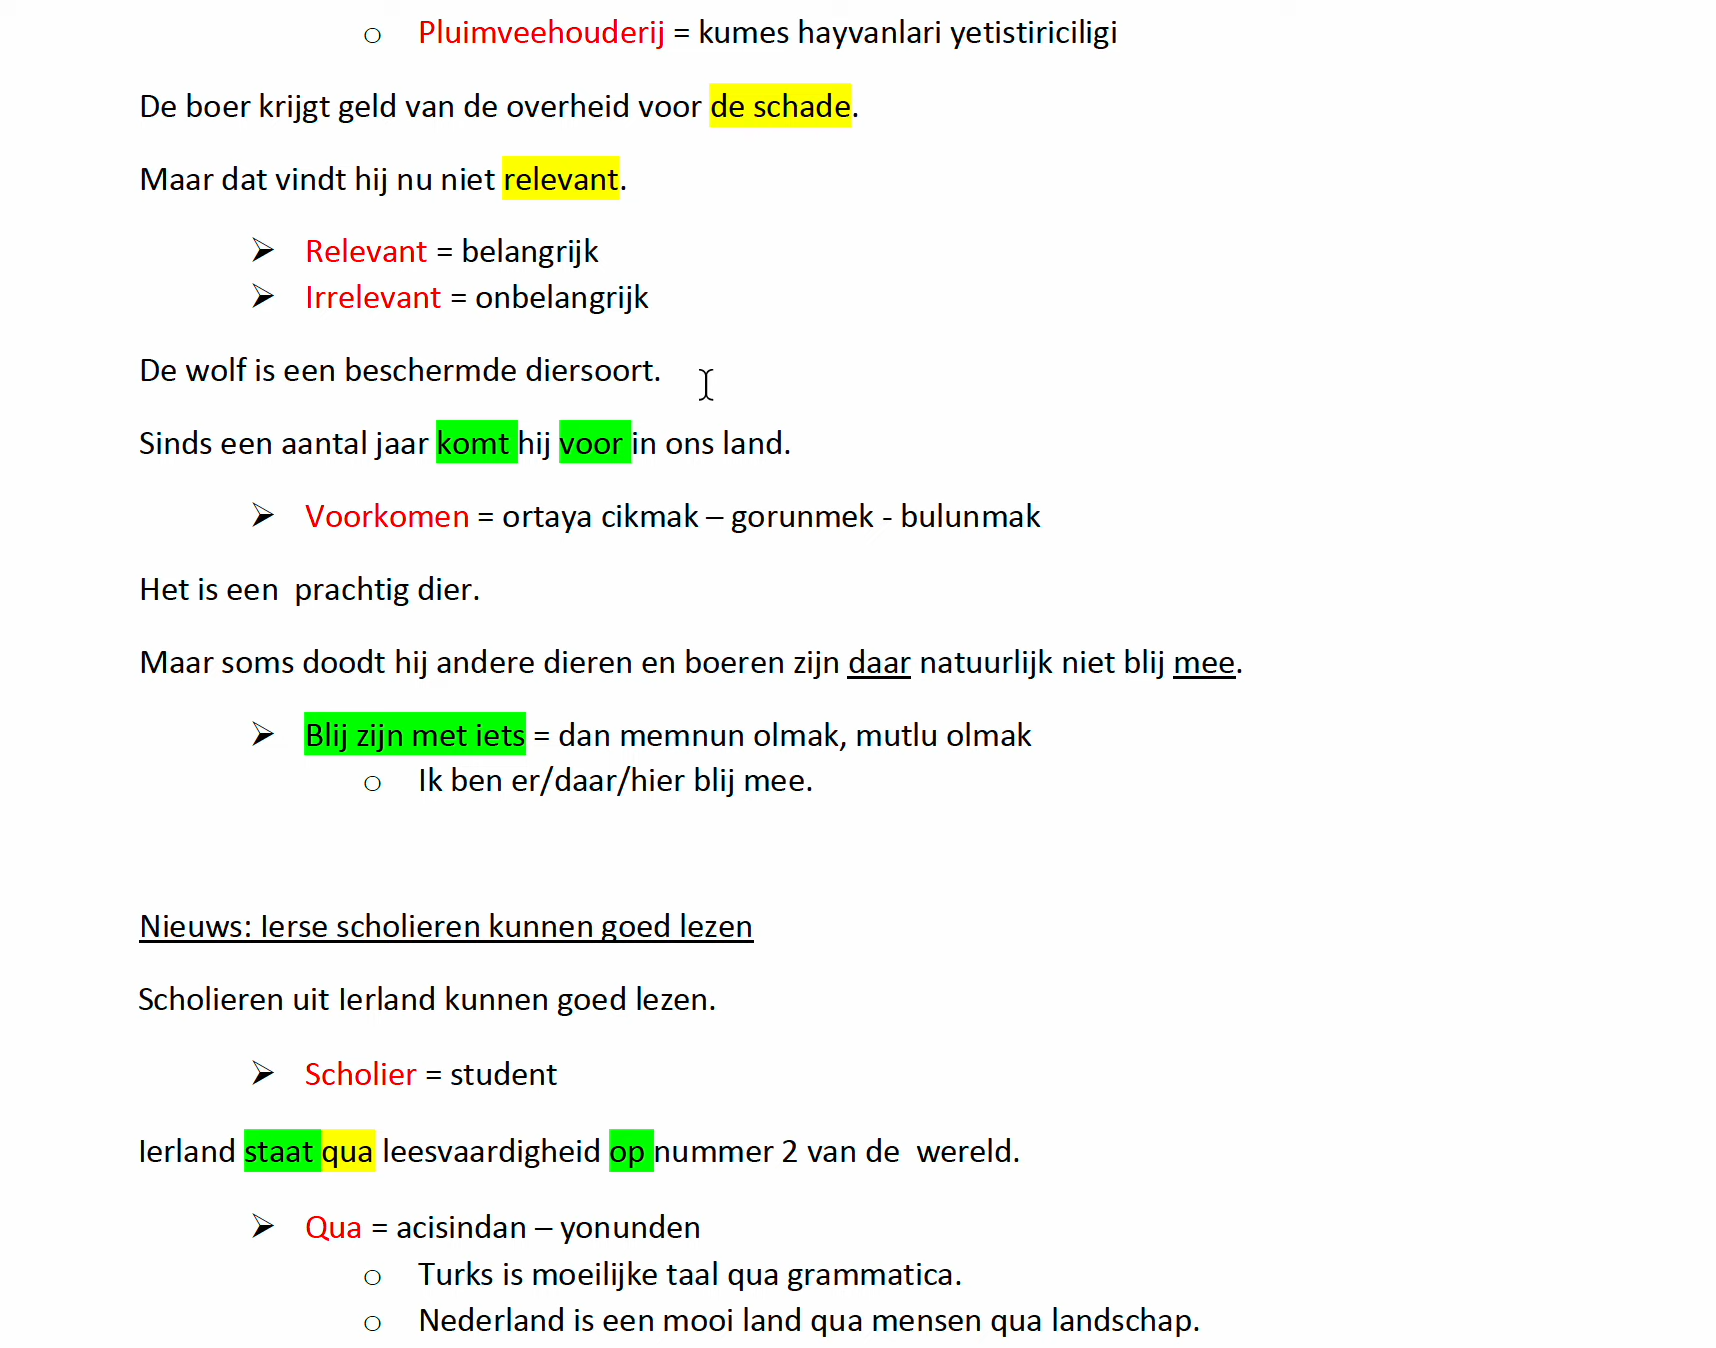 o Pluimveehouderij = kumes hayvanlari yetistiriciligi
De boer krijgt geld van de overheid voor de schade.
Maar dat vindt hij nu niet relevant.
➢ Relevant = belangrijk
➢ Irrelevant = onbelangrijk
De wolf is een beschermde diersoort.
Sinds een aantal jaar komt hij voor in ons land.
➢ Voorkomen = ortaya cikmak – gorunmek - bulunmak
Het is een  prachtig dier.
Maar soms doodt hij andere dieren en boeren zijn daar natuurlijk niet blij mee.
➢ Blij zijn met iets = dan memnun olmak, mutlu olmak
o Ik ben er/daar/hier blij mee.
Nieuws: Ierse scholieren kunnen goed lezen
Scholieren uit Ierland kunnen goed lezen.
➢ Scholier = student
Ierland staat qua leesvaardigheid op nummer 2 van de  wereld.
➢ Qua = acisindan – yonunden
o Turks is moeilijke taal qua grammatica.
o Nederland is een mooi land qua mensen qua landschap.